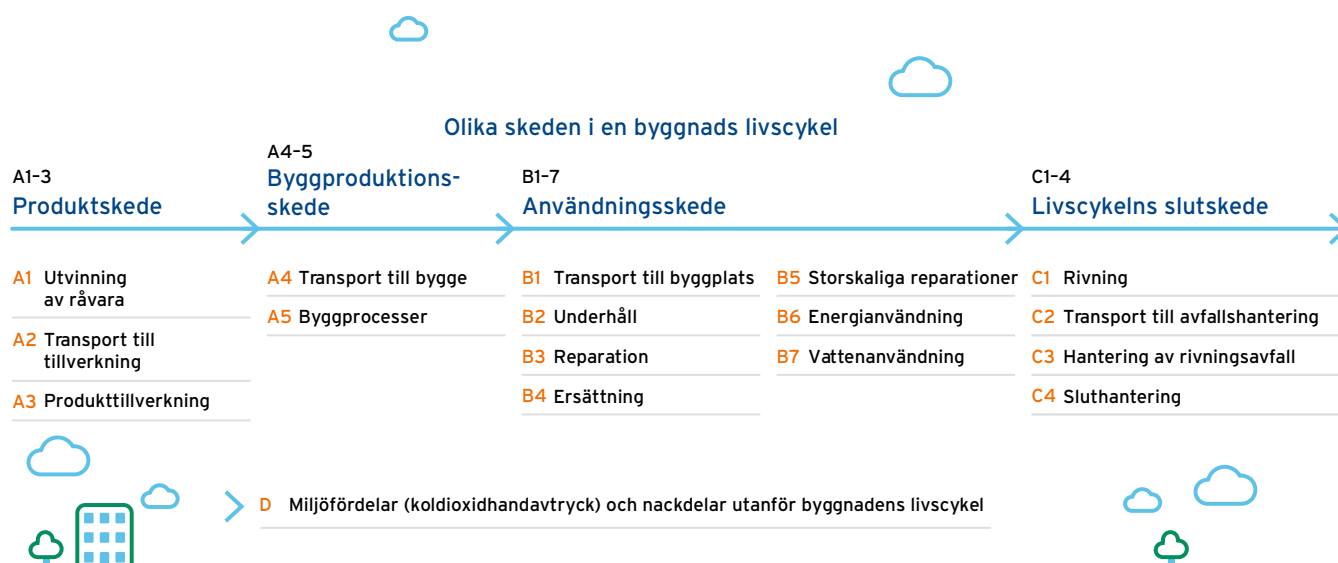 Olika skeden i en byggnads livscykel
A1–3
Produktskede
A1 Utvinning
av råvara
A2 Transport till
tillverkning
A3 Produkttillverkning
A4–5
Byggproduktions-
skede
A4 Transport till bygge
A5 Byggprocesser
B1–7
Användningsskede
B1 Transport till byggplats
B2 Underhåll
B3 Reparation
B4 Ersättning
B5 Storskaliga reparationer
B6 Energianvändning
B7 Vattenanvändning
C1–4
Livscykelns slutskede
C1 Rivning
C2 Transport till avfallshantering
C3 Hantering av rivningsavfall
C4 Sluthantering
D Miljöfördelar (koldioxidhandavtryck) och nackdelar utanför byggnadens livscykel